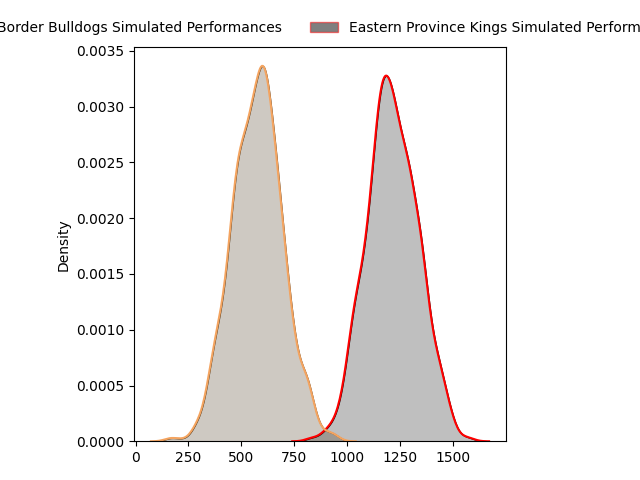 Border Bulldogs Simulated Performances
Eastern Province Kings Simulated Perform
0.0035
0.0030
0.0025
0.0020
0.0015
0.0010
0.0005
0.0000
Density
0 250 500 750 1000 1250 1500